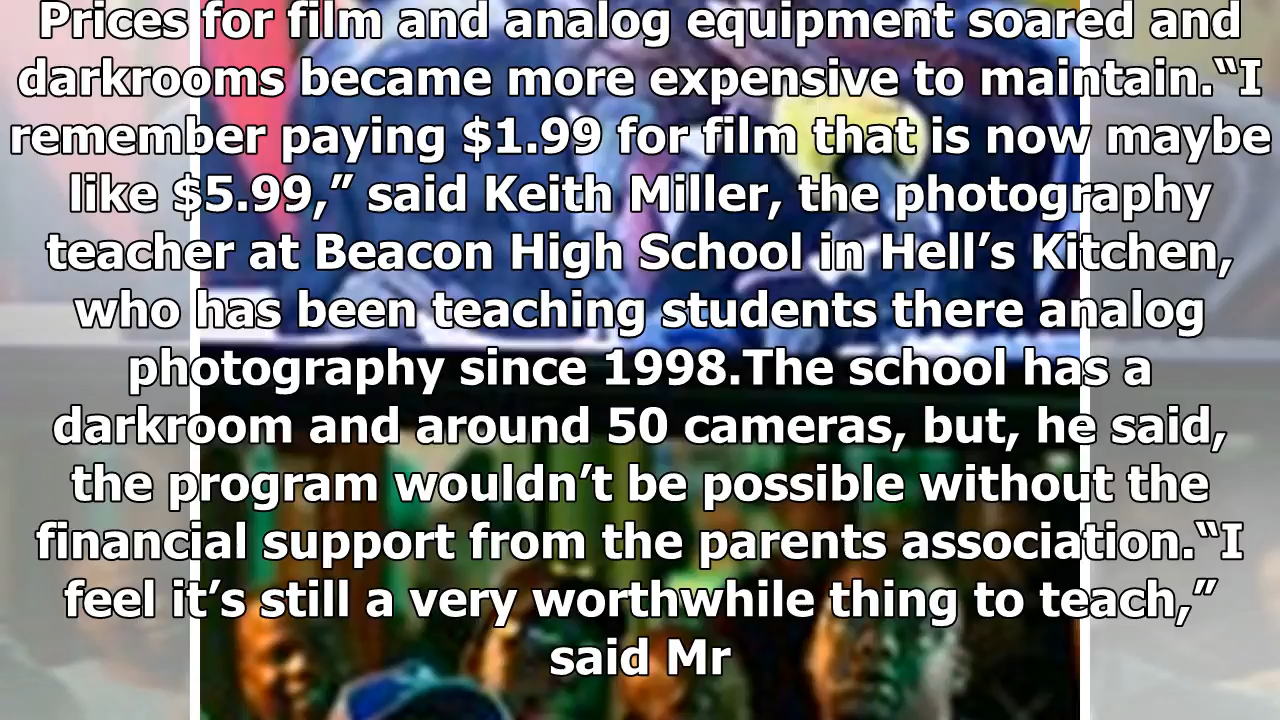 Prices for film and analog equipment soared and
darkrooms became more expensive to maintain.“I
remember paying $1.99 for film that is now maybe
like $5.99,” said Keith Miller, the photography
teacher at Beacon High School in Hell’s Kitchen,
who has been teaching students there analog
photography since 1998.The school has a
darkroom and around 50 cameras, but, he said,
the program wouldn’t be possible without the
financial support from the parents association.“I
feel it’s still a very worthwhile thing to teach,”
said Mr